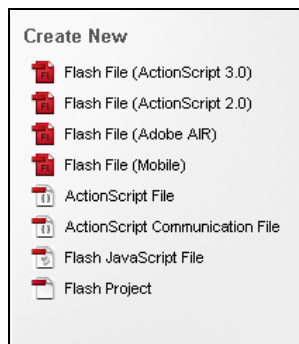 Create New
Flash File (ActionScript 3.0)
Flash File (ActionScript 2.0)
Flash File (Adobe AIR)
Flash File (Mobile)
ActionScript File
ActionScript Communication File
Flash JavaScript File
Flash Project